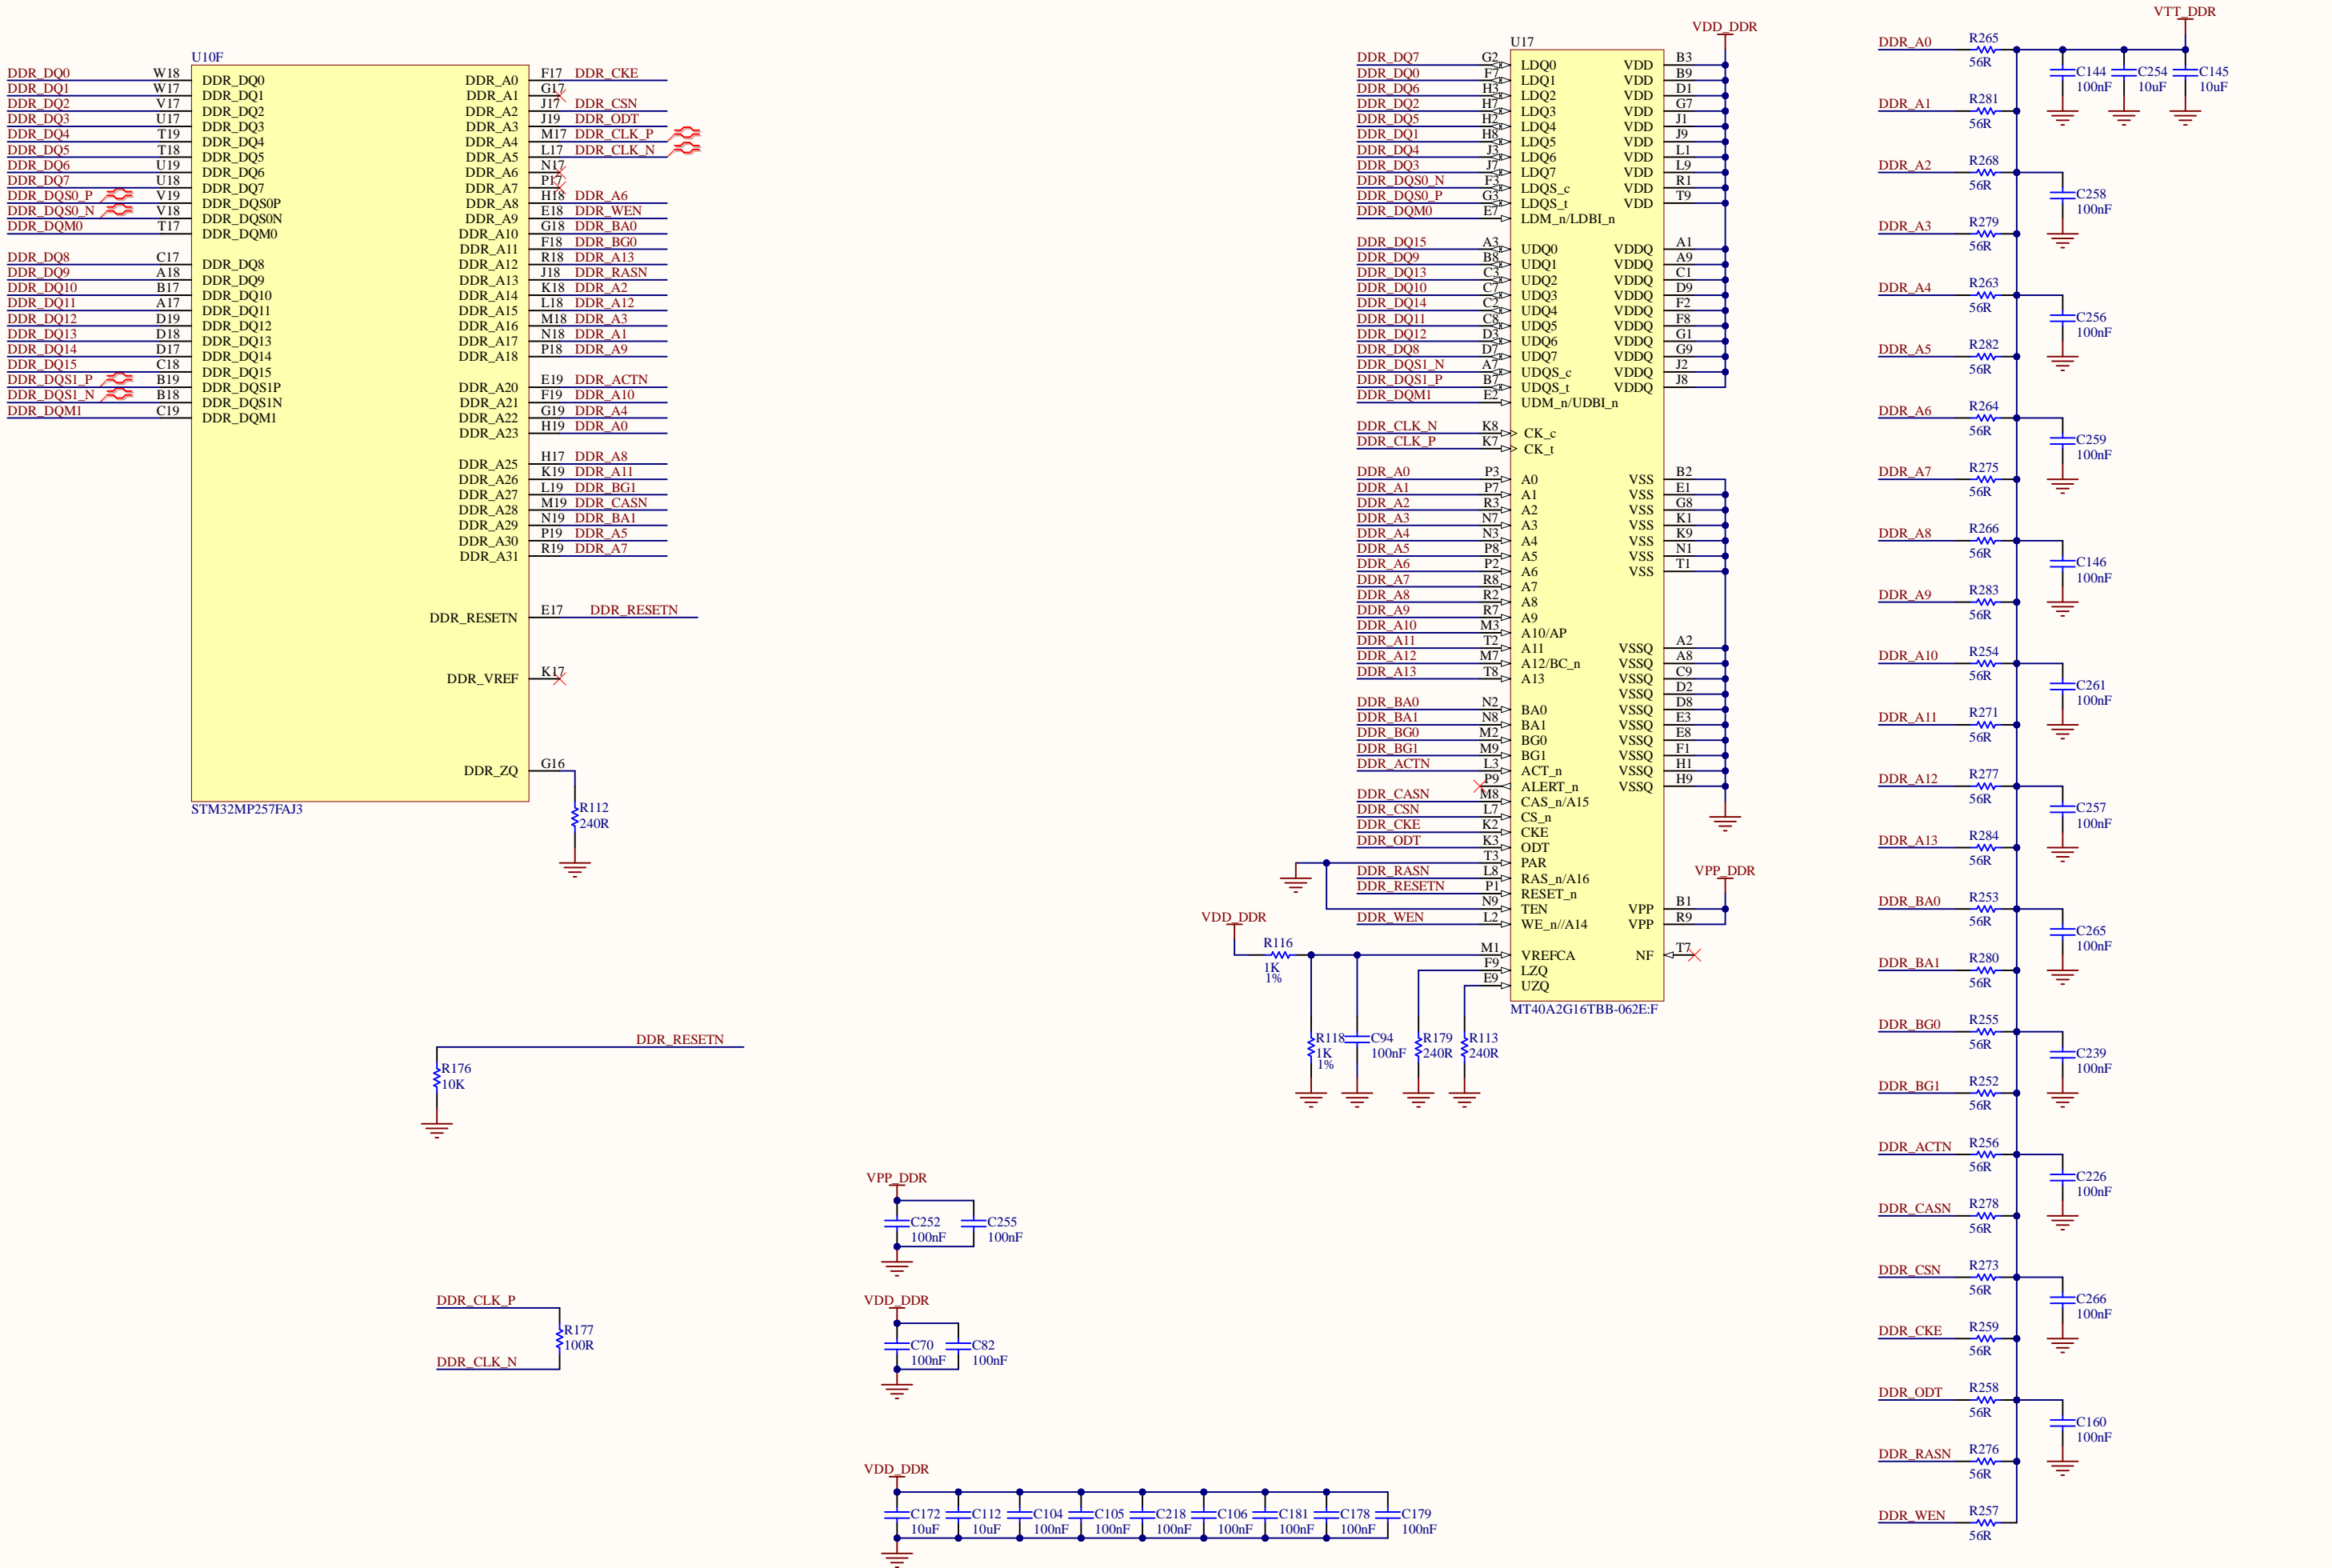 U10F
DDR_DQ0 W18 DDR_DQ0 DDR_A0 F17 DDR_CKE
DDR_DQ1 W17 DDR_DQ1 DDR_A1 G17
DDR_DQ2 V17 DDR_DQ2 DDR_A2 J17 DDR_CSN
DDR_DQ3 U17 DDR_DQ3 DDR_A3 J19 DDR_ODT
DDR_DQ4 T19 DDR_DQ4 DDR_A4 M17 DDR_CLK_P
DDR_DQ5 T18 DDR_DQ5 DDR_A5 L17 DDR_CLK_N
DDR_DQ6 U19 DDR_DQ6 DDR_A6 N17
DDR_DQ7 U18 DDR_DQ7 DDR_A7 P17
DDR_DQS0_P V19 DDR_DQS0P DDR_A8 H18 DDR_A6
DDR_DQS0_N V18 DDR_DQS0N DDR_A9 E18 DDR_WEN
DDR_DQM0 T17 DDR_DQM0 DDR_A10 G18 DDR_BA0
DDR_A11 F18 DDR_BG0
DDR_DQ8 C17 DDR_DQ8 DDR_A12 R18 DDR_A13
DDR_DQ9 A18 DDR_DQ9 DDR_A13 J18 DDR_RASN
DDR_DQ10 B17 DDR_DQ10 DDR_A14 K18 DDR_A2
DDR_DQ11 A17 DDR_DQ11 DDR_A15 L18 DDR_A12
DDR_DQ12 D19 DDR_DQ12 DDR_A16 M18 DDR_A3
DDR_DQ13 D18 DDR_DQ13 DDR_A17 N18 DDR_A1
DDR_DQ14 D17 DDR_DQ14 DDR_A18 P18 DDR_A9
DDR_DQ15 C18 DDR_DQ15
DDR_DQS1_P B19 DDR_DQS1P DDR_A20 E19 DDR_ACTN
DDR_DQS1_N B18 DDR_DQS1N DDR_A21 F19 DDR_A10
DDR_DQM1 C19 DDR_DQM1 DDR_A22 G19 DDR_A4
DDR_A23 H19 DDR_A0
DDR_A25 H17 DDR_A8
DDR_A26 K19 DDR_A11
DDR_A27 L19 DDR_BG1
DDR_A28 M19 DDR_CASN
DDR_A29 N19 DDR_BA1
DDR_A30 P19 DDR_A5
DDR_A31 R19 DDR_A7
DDR_RESETN E17 DDR_RESETN
DDR_VREF K17
DDR_ZQ G16
STM32MP257FAJ3
R112
240R
DDR_RESETN
R176
10K
DDR_CLK_P
R177
100R
DDR_CLK_N
VPP_DDR
C252 C255
100nF 100nF
VDD_DDR
C70 C82
100nF 100nF
VDD_DDR
C172 C112 C104 C105 C218 C106 C181 C178 C179
10uF 10uF 100nF 100nF 100nF 100nF 100nF 100nF 100nF
VDD_DDR
U17
DDR_DQ7 G2 LDQ0 VDD B3
DDR_DQ0 F7 LDQ1 VDD B9
DDR_DQ6 H3 LDQ2 VDD D1
DDR_DQ2 H7 LDQ3 VDD G7
DDR_DQ5 H2 LDQ4 VDD J1
DDR_DQ1 H8 LDQ5 VDD J9
DDR_DQ4 J3 LDQ6 VDD L1
DDR_DQ3 J7 LDQ7 VDD L9
DDR_DQS0_N F3 LDQS_c VDD R1
DDR_DQS0_P G3 LDQS_t VDD T9
DDR_DQM0 E7 LDM_n/LDBI_n
DDR_DQ15 A3 UDQ0 VDDQ A1
DDR_DQ9 B8 UDQ1 VDDQ A9
DDR_DQ13 C3 UDQ2 VDDQ C1
DDR_DQ10 C7 UDQ3 VDDQ D9
DDR_DQ14 C2 UDQ4 VDDQ F2
DDR_DQ11 C8 UDQ5 VDDQ F8
DDR_DQ12 D3 UDQ6 VDDQ G1
DDR_DQ8 D7 UDQ7 VDDQ G9
DDR_DQS1_N A7 UDQS_c VDDQ J2
DDR_DQS1_P B7 UDQS_t VDDQ J8
DDR_DQM1 E2 UDM_n/UDBI_n
DDR_CLK_N K8 CK_c
DDR_CLK_P K7 CK_t
DDR_A0 P3 A0 VSS B2
DDR_A1 P7 A1 VSS E1
DDR_A2 R3 A2 VSS G8
DDR_A3 N7 A3 VSS K1
DDR_A4 N3 A4 VSS K9
DDR_A5 P8 A5 VSS N1
DDR_A6 P2 A6 VSS T1
DDR_A7 R8 A7
DDR_A8 R2 A8
DDR_A9 R7 A9
DDR_A10 M3 A10/AP
DDR_A11 T2 A11 VSSQ A2
DDR_A12 M7 A12/BC_n VSSQ A8
DDR_A13 T8 A13 VSSQ C9
VSSQ D2
DDR_BA0 N2 BA0 VSSQ D8
DDR_BA1 N8 BA1 VSSQ E3
DDR_BG0 M2 BG0 VSSQ E8
DDR_BG1 M9 BG1 VSSQ F1
DDR_ACTN L3 ACT_n VSSQ H1
P9 ALERT_n VSSQ H9
DDR_CASN M8 CAS_n/A15
DDR_CSN L7 CS_n
DDR_CKE K2 CKE
DDR_ODT K3 ODT
T3 PAR
DDR_RASN L8 RAS_n/A16 VPP_DDR
DDR_RESETN P1 RESET_n
N9 TEN VPP B1
DDR_WEN L2 WE_n//A14 VPP R9
VDD_DDR
R116
1K
1%
M1 VREFCA NF T7
F9 LZQ
E9 UZQ
MT40A2G16TBB-062E:F
R118 C94 R179 R113
1K 100nF 240R 240R
1%
VTT_DDR
DDR_A0 R265
56R
C144 C254 C145
100nF 10uF 10uF
DDR_A1 R281
56R
DDR_A2 R268
56R
C258
100nF
DDR_A3 R279
56R
DDR_A4 R263
56R
C256
100nF
DDR_A5 R282
56R
DDR_A6 R264
56R
C259
100nF
DDR_A7 R275
56R
DDR_A8 R266
56R
C146
100nF
DDR_A9 R283
56R
DDR_A10 R254
56R
C261
100nF
DDR_A11 R271
56R
DDR_A12 R277
56R
C257
100nF
DDR_A13 R284
56R
DDR_BA0 R253
56R
C265
100nF
DDR_BA1 R280
56R
DDR_BG0 R255
56R
C239
100nF
DDR_BG1 R252
56R
DDR_ACTN R256
56R
C226
100nF
DDR_CASN R278
56R
DDR_CSN R273
56R
C266
100nF
DDR_CKE R259
56R
DDR_ODT R258
56R
C160
100nF
DDR_RASN R276
56R
DDR_WEN R257
56R